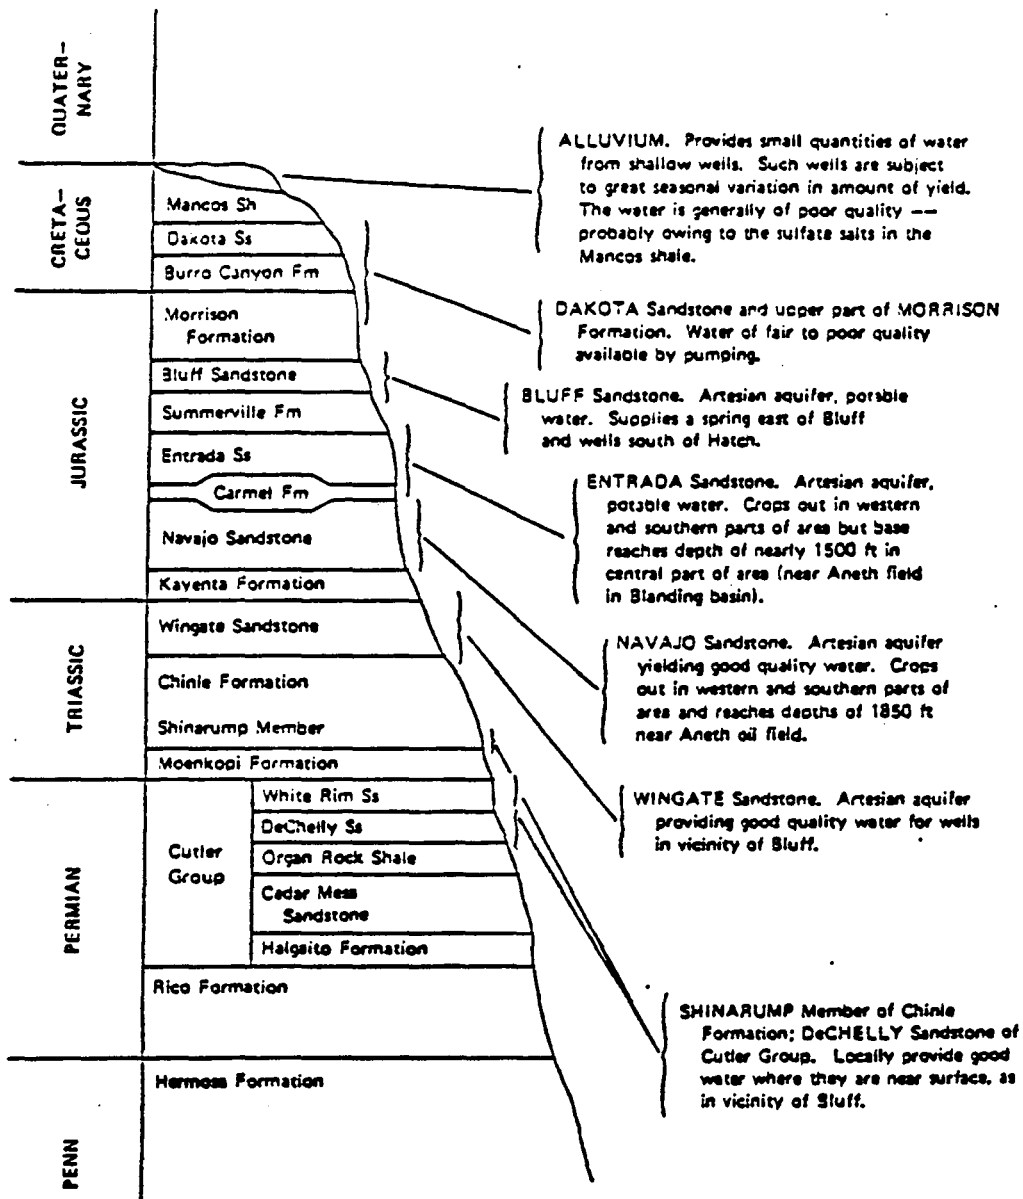 QUATER-
NARY
CRETA-
CEOUS
JURASSIC
TRIASSIC
PERMIAN
PENN
Mancos Sh
Dakota Ss
Burro Canyon Fm
Morrison
Formation
Bluff Sandstone
Summerville Fm
Entrada Ss
Carmel Fm
Navajo Sandstone
Kayenta Formation
Wingate Sandstone
Chinle Formation
Shinarump Member
Moenkopi Formation
Cutler
Group
White Rim Ss
DeChelly Ss
Organ Rock Shale
Cedar Mesa
Sandstone
Halgaito Formation
Rico Formation
Hermosa Formation
ALLUVIUM. Provides small quantities of water
from shallow wells. Such wells are subject
to great seasonal variation in amount of yield.
The water is generally of poor quality --
probably owing to the sulfate salts in the
Mancos shale.
DAKOTA Sandstone and upper part of MORRISON
Formation. Water of fair to poor quality
available by pumping.
BLUFF Sandstone. Artesian aquifer, potable
water. Supplies a spring east of Bluff
and wells south of Hatch.
ENTRADA Sandstone. Artesian aquifer,
potable water. Crops out in western
and southern parts of area but base
reaches depth of nearly 1500 ft in
central part of area (near Aneth field
in Blanding basin).
NAVAJO Sandstone. Artesian aquifer
yielding good quality water. Crops
out in western and southern parts of
area and reaches depths of 1850 ft
near Aneth oil field.
WINGATE Sandstone. Artesian aquifer
providing good quality water for wells
in vicinity of Bluff.
SHINARUMP Member of Chinle
Formation; DeCHELLY Sandstone of
Cutler Group. Locally provide good
water where they are near surface, as
in vicinity of Bluff.